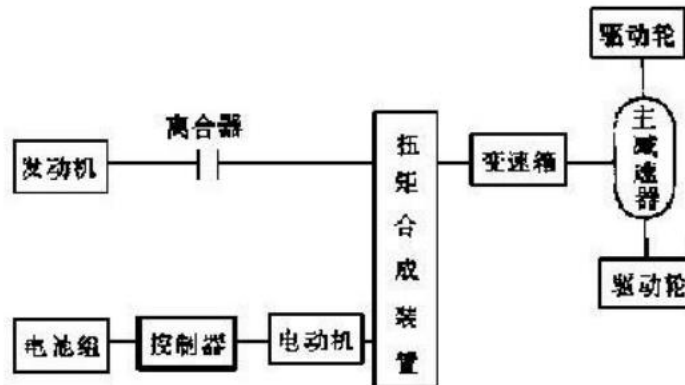 驱动轮
离合器
发动机
扭矩合成装置
变速箱
主减速器
驱动轮
电池组
控制器
电动机